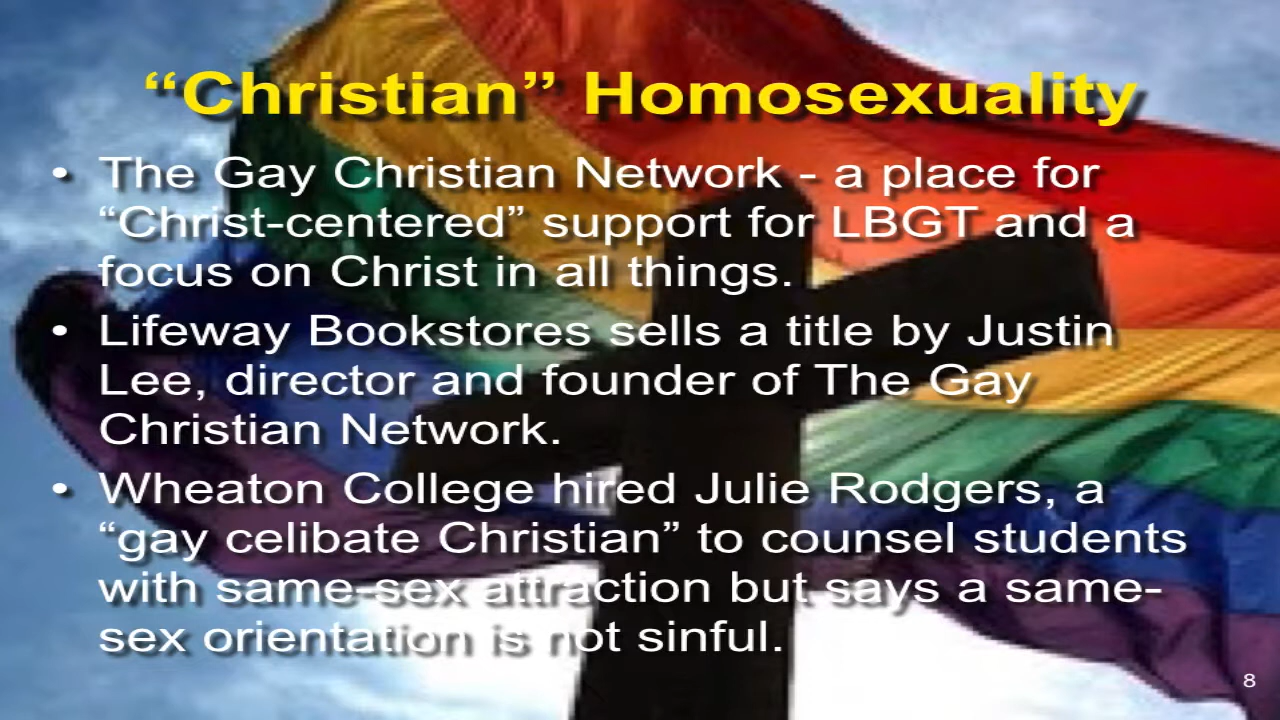 “Christian” Homosexuality
• The Gay Christian Network - a place for
“Christ-centered” support for LBGT and a
focus on Christ in all things.
• Lifeway Bookstores sells a title by Justin
Lee, director and founder of The Gay
Christian Network.
• Wheaton College hired Julie Rodgers, a
“gay celibate Christian” to counsel students
with same-sex attraction but says a same-
sex orientation is not sinful.
8